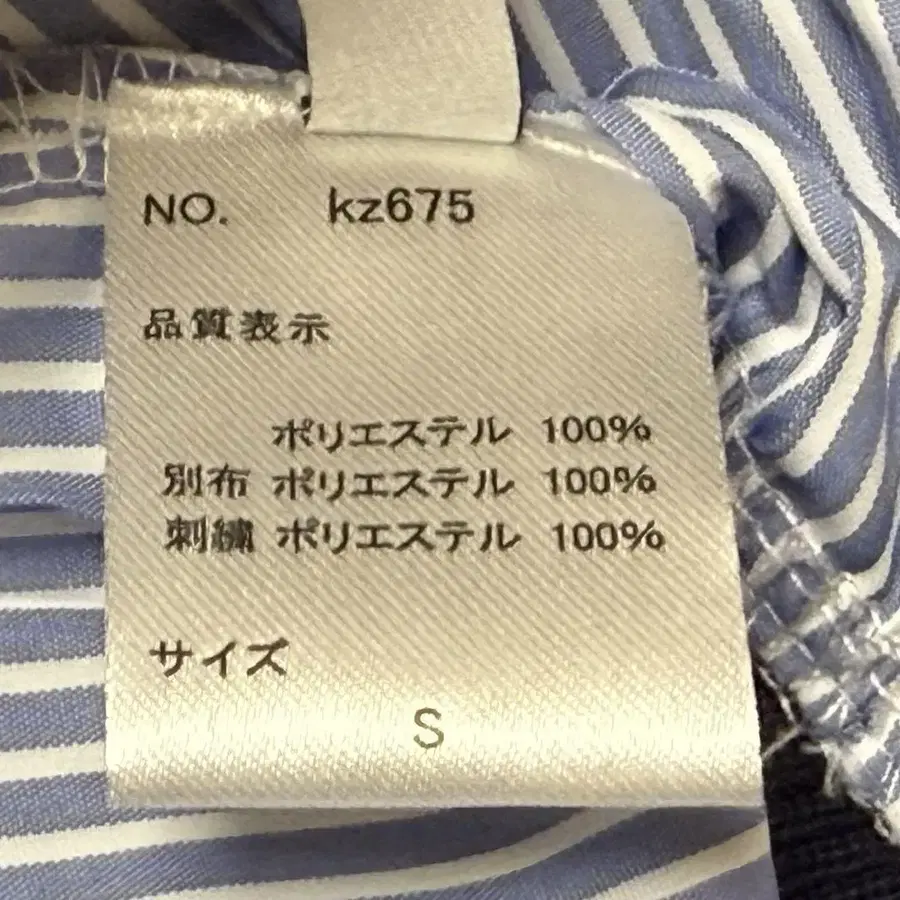 NO. kz675
品質表示
ポリエステル 100%
別布 ポリエステル 100%
刺繍 ポリエステル 100%
サイズ
S